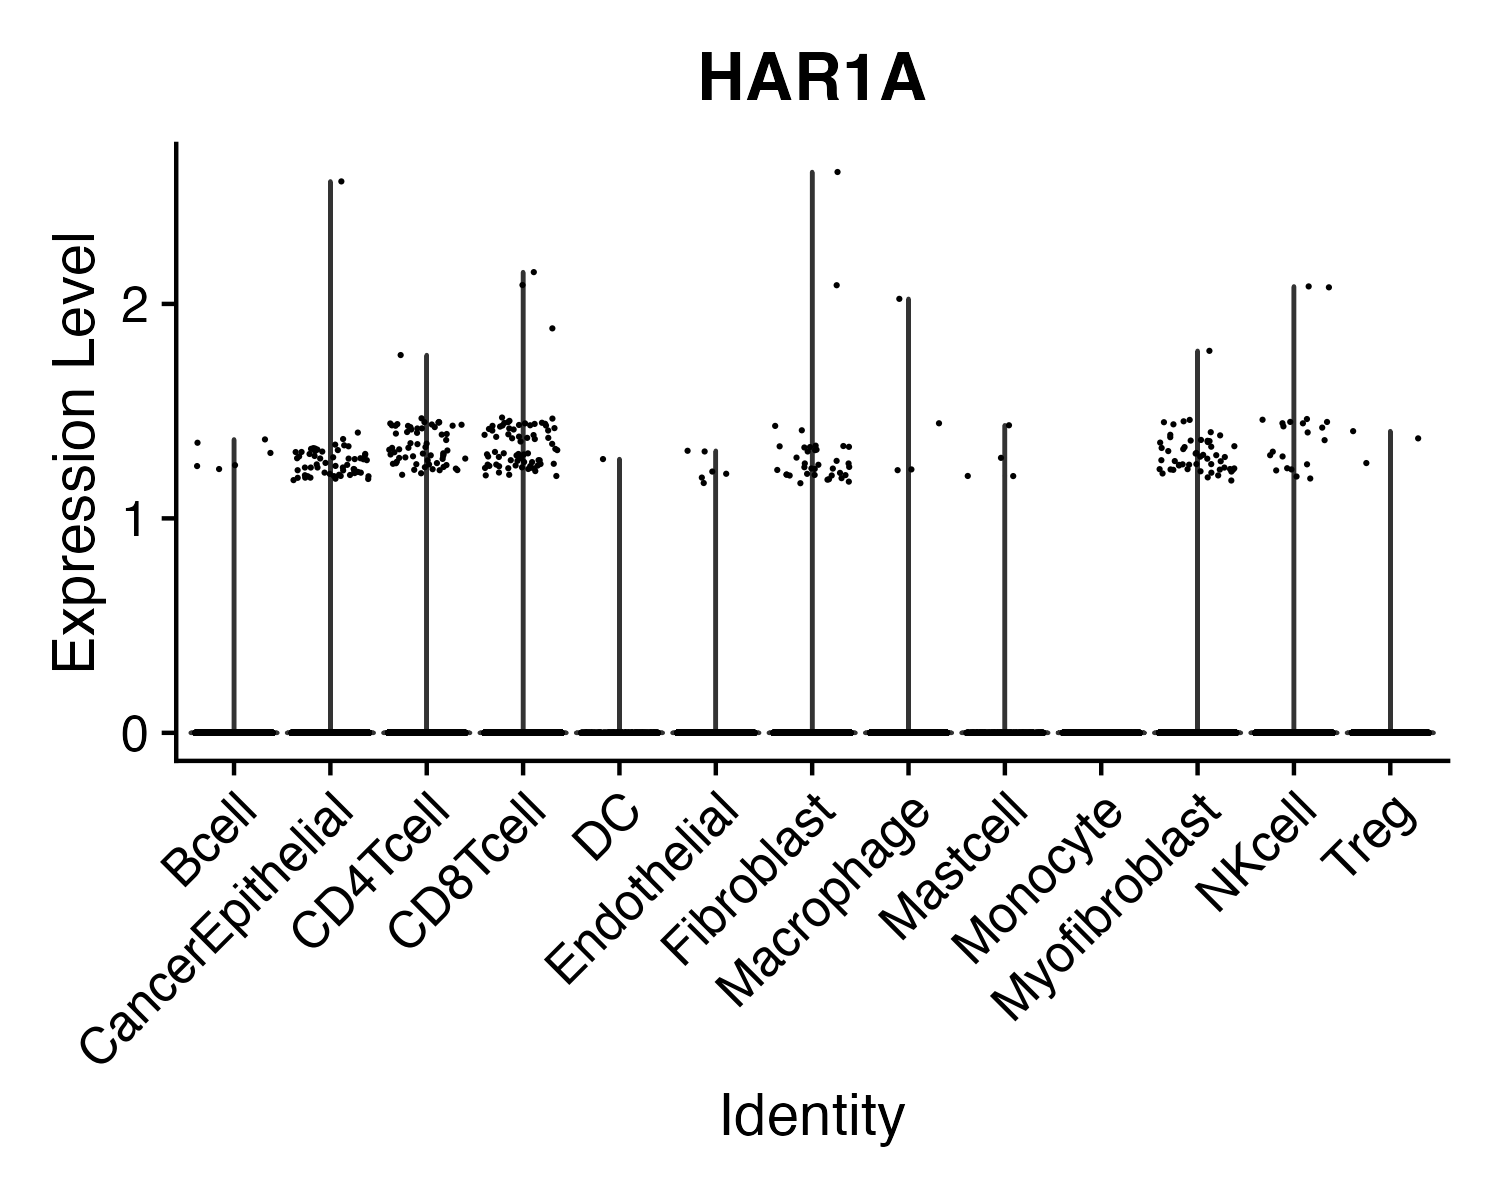 HAR1A
Expression Level
2
1
0
Bcell
CancerEpithelial
CD4Tcell
CD8Tcell
DC
Endothelial
Fibroblast
Macrophage
Mastcell
Monocyte
Myofibroblast
NKcell
Treg
Identity